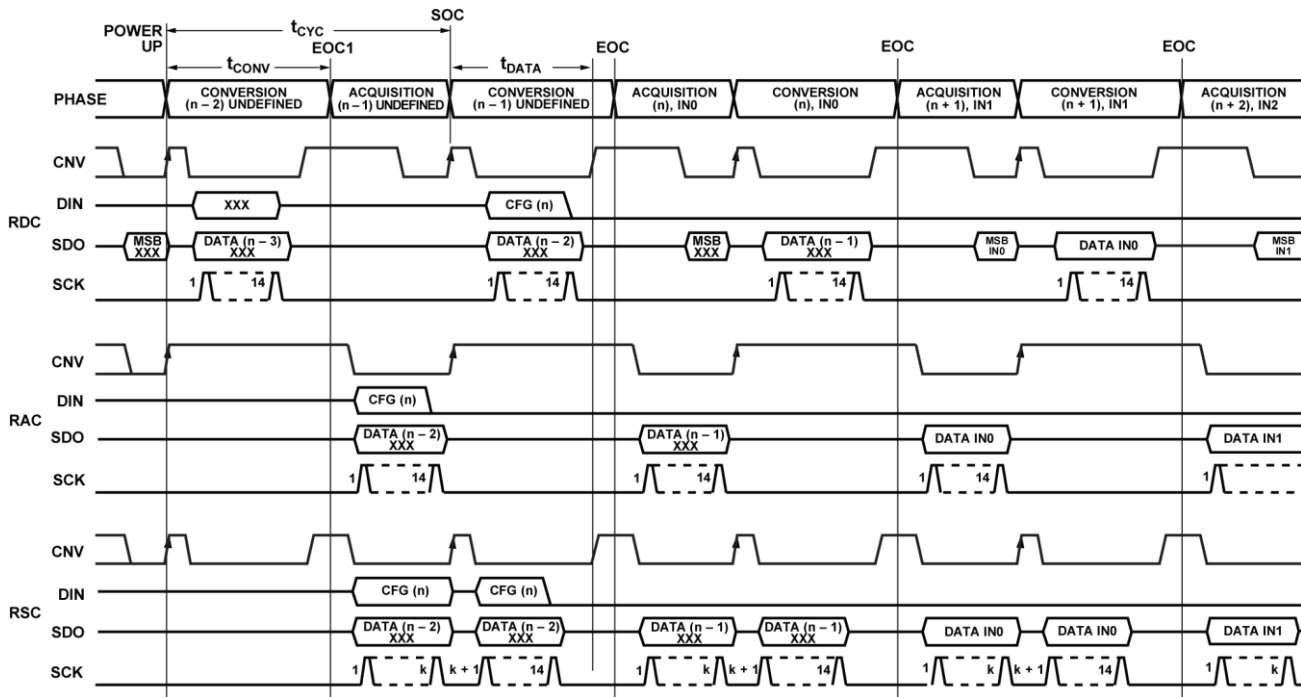 POWER UP
tCYC
SOC
EOC1
EOC
EOC
EOC
tCONV
tDATA
PHASE
CONVERSION (n – 2) UNDEFINED
ACQUISITION (n – 1) UNDEFINED
CONVERSION (n – 1) UNDEFINED
ACQUISITION (n), IN0
CONVERSION (n), IN0
ACQUISITION (n + 1), IN1
CONVERSION (n + 1), IN1
ACQUISITION (n + 2), IN2
RDC
CNV
DIN
XXX
CFG (n)
SDO
MSB XXX
DATA (n – 3) XXX
DATA (n – 2) XXX
MSB XXX
DATA (n – 1) XXX
MSB IN0
DATA IN0
MSB IN1
SCK
1 14
1 14
1 14
1 14
RAC
CNV
DIN
CFG (n)
SDO
DATA (n – 2) XXX
DATA (n – 1) XXX
DATA IN0
DATA IN1
SCK
1 14
1 14
1 14
1
RSC
CNV
DIN
CFG (n)
CFG (n)
SDO
DATA (n – 2) XXX
DATA (n – 2) XXX
DATA (n – 1) XXX
DATA (n – 1) XXX
DATA IN0
DATA IN0
DATA IN1
SCK
1 k k + 1 14
1 k k + 1 14
1 k k + 1 14
1 k